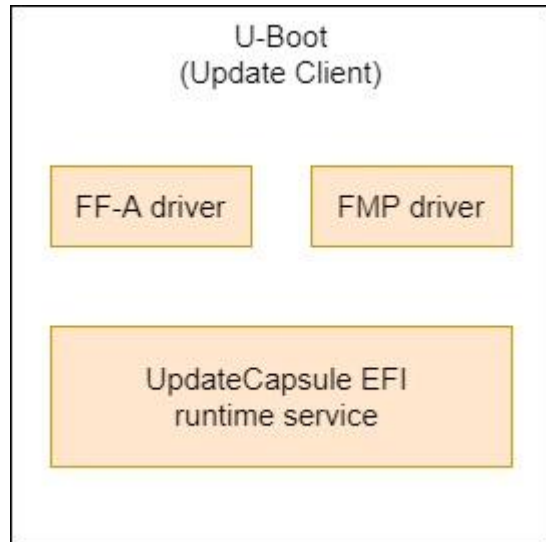 U-Boot
(Update Client)
FF-A driver
FMP driver
UpdateCapsule EFI
runtime service